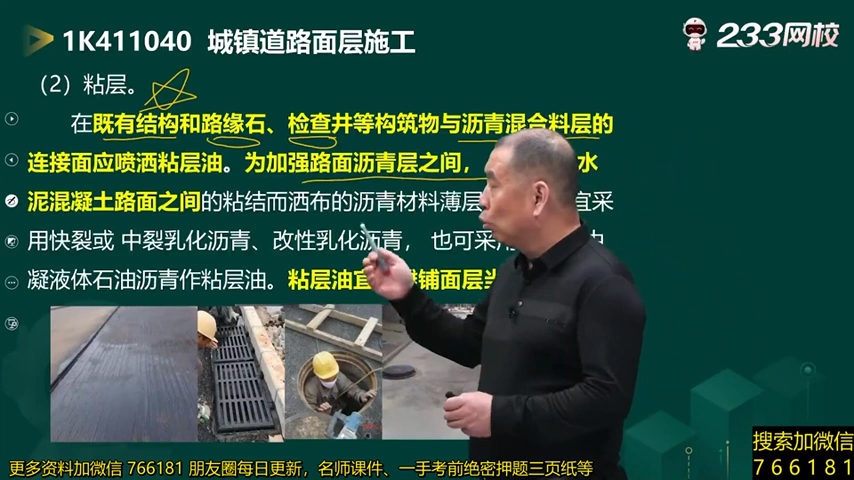 1K411040 城镇道路面层施工
233网校
（2）粘层。
在既有结构和路缘石、检查井等构筑物与沥青混合料层的
连接面应喷洒粘层油。为加强路面沥青层之间， 水
泥混凝土路面之间的粘结而洒布的沥青材料薄层 宜采
用快裂或 中裂乳化沥青、改性乳化沥青， 也可采
凝液体石油沥青作粘层油。粘层油宜 铺面层当
搜索加微信
766181
更多资料加微信 766181 朋友圈每日更新，名师课件、一手考前绝密押题三页纸等